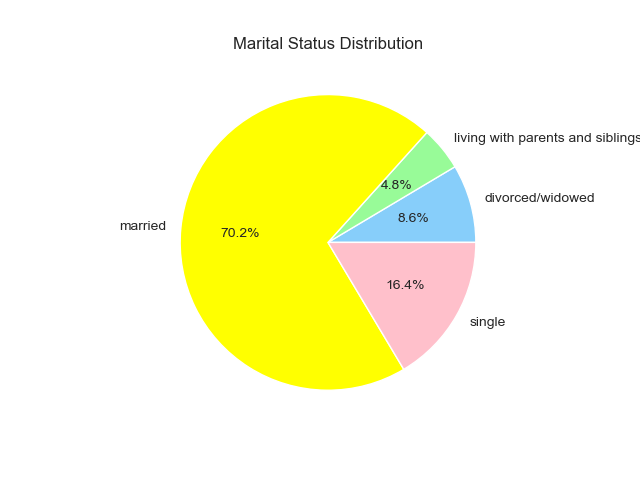 Marital Status Distribution
living with parents and siblings
4.8%
divorced/widowed
8.6%
married
70.2%
16.4%
single